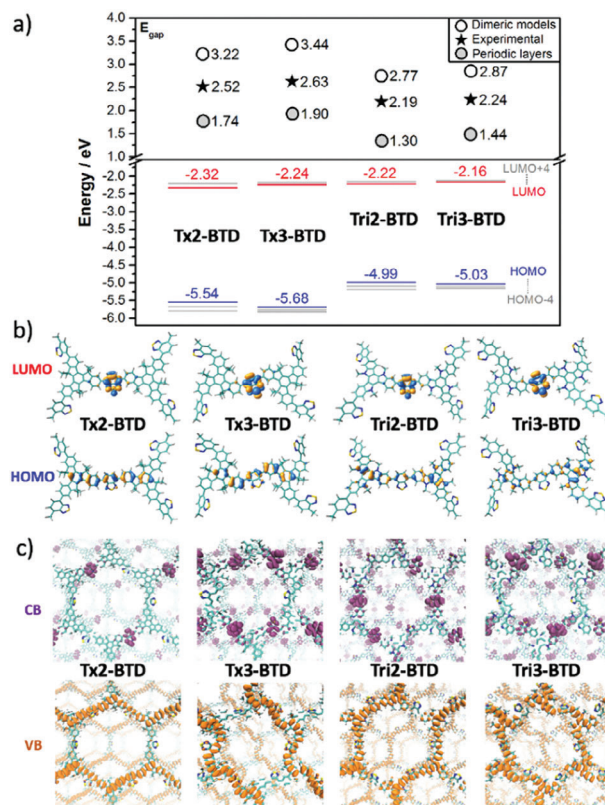 a)
E gap
Dimeric models
Experimental
Periodic layers
4.0
3.5
3.0
2.5
2.0
1.5
1.0
-2.0
-2.5
-3.0
-3.5
-4.0
-4.5
-5.0
-5.5
-6.0
Energy / eV
3.22 3.44 2.77 2.87
2.52 2.63 2.19 2.24
1.74 1.90 1.30 1.44
-2.32 -2.24 -2.22 -2.16
LUMO+4
LUMO
Tx2-BTD Tx3-BTD Tri2-BTD Tri3-BTD
-5.54 -5.68 -4.99 -5.03
HOMO
HOMO-4
b)
LUMO
Tx2-BTD Tx3-BTD Tri2-BTD Tri3-BTD
HOMO
c)
CB
Tx2-BTD Tx3-BTD Tri2-BTD Tri3-BTD
VB